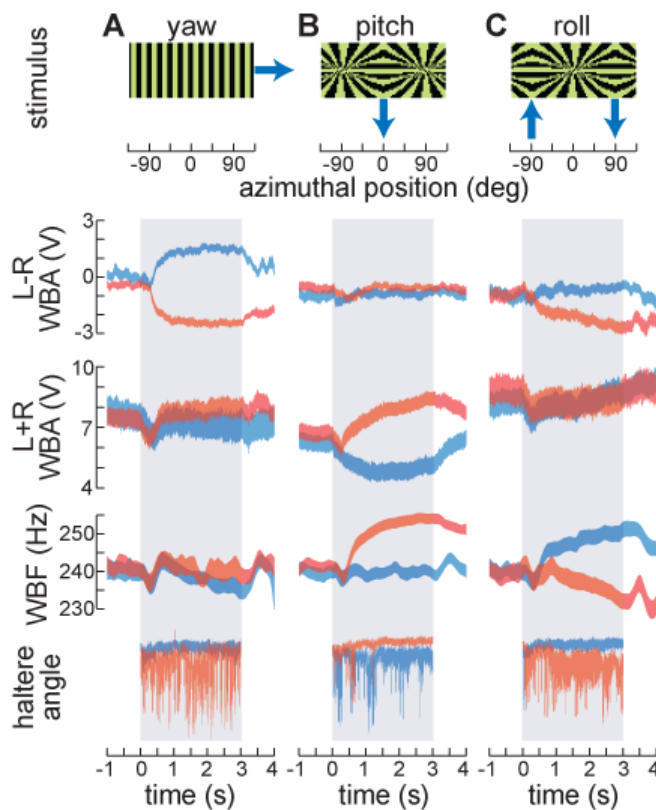 A yaw B pitch C roll
stimulus
-90 0 90 -90 0 90 -90 0 90
azimuthal position (deg)
L-R
WBA (V)
3
0
-3
L+R
WBA (V)
10
7
4
WBF (Hz)
250
240
230
haltere
angle
-1 0 1 2 3 4 -1 0 1 2 3 4 -1 0 1 2 3 4
time (s) time (s) time (s)